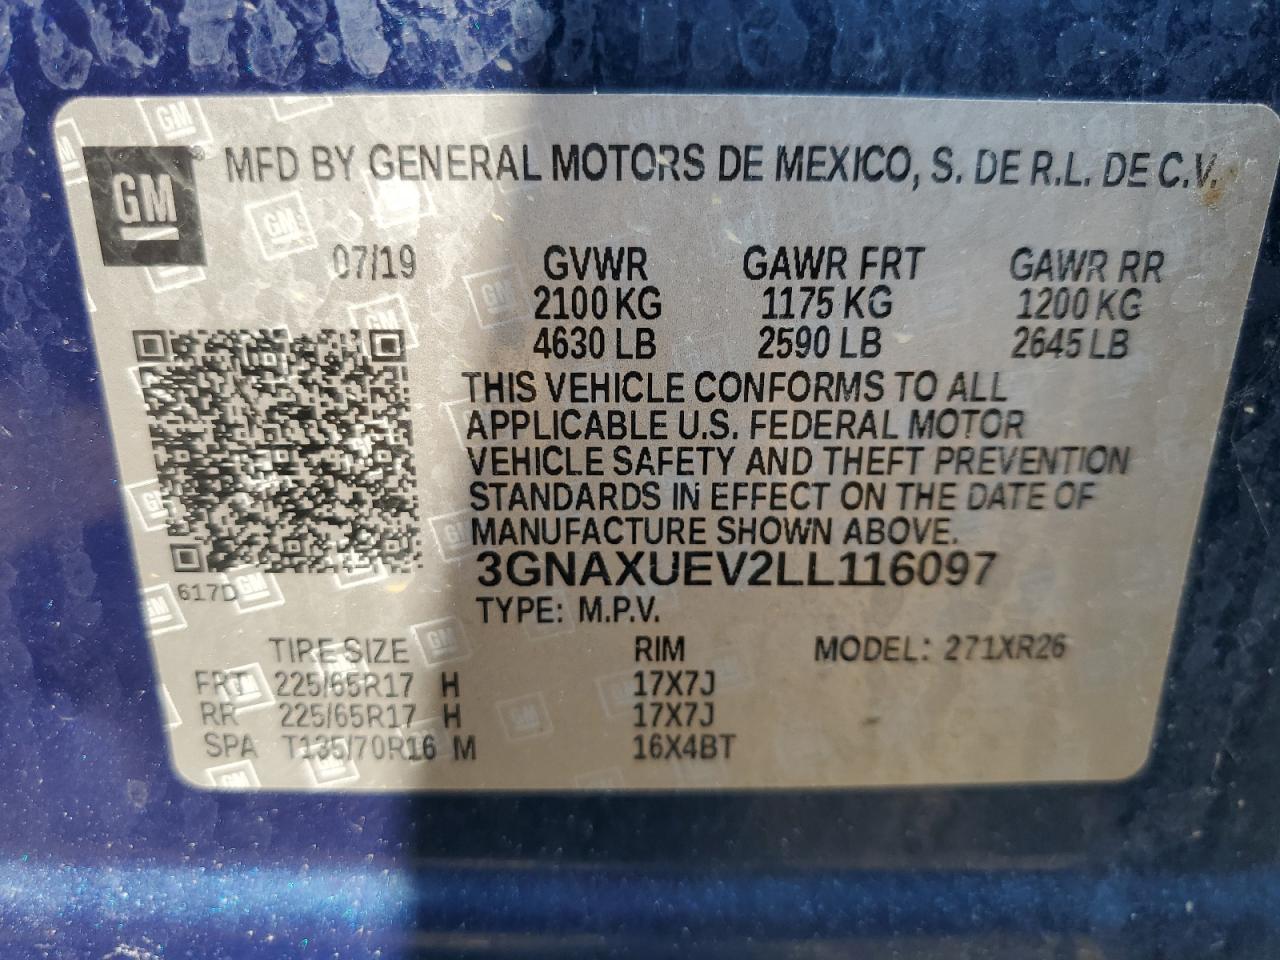 GM
MFD BY GENERAL MOTORS DE MEXICO, S. DE R.L. DE C.V.
07/19 GVWR GAWR FRT GAWR RR
2100 KG 1175 KG 1200 KG
4630 LB 2590 LB 2645 LB
THIS VEHICLE CONFORMS TO ALL
APPLICABLE U.S. FEDERAL MOTOR
VEHICLE SAFETY AND THEFT PREVENTION
STANDARDS IN EFFECT ON THE DATE OF
MANUFACTURE SHOWN ABOVE.
3GNAXUEV2LL116097
617D
TYPE: M.P.V.
TIRE SIZE RIM MODEL: 271XR26
FRT 225/65R17 H 17X7J
RR 225/65R17 H 17X7J
SPA T135/70R16 M 16X4BT